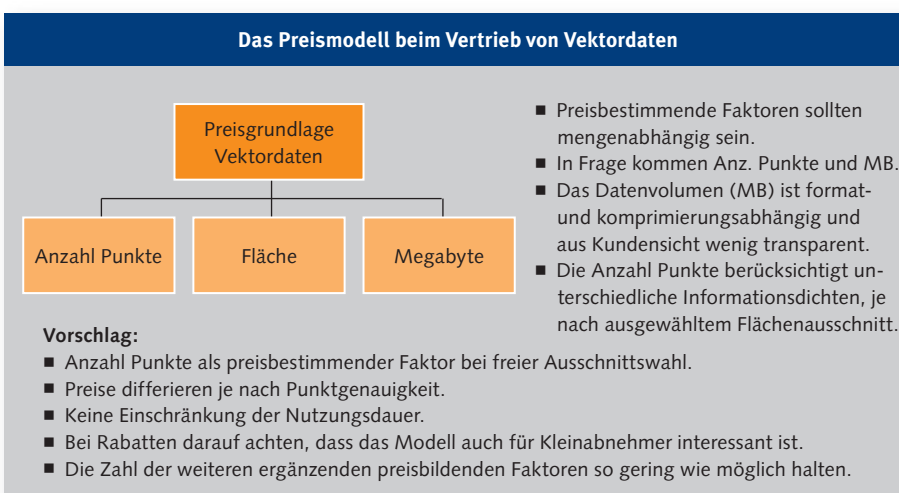 Das Preismodell beim Vertrieb von Vektordaten
Preisgrundlage
Vektordaten
Anzahl Punkte
Fläche
Megabyte
■ Preisbestimmende Faktoren sollten
mengenabhängig sein.
■ In Frage kommen Anz. Punkte und MB.
■ Das Datenvolumen (MB) ist format-
und komprimierungsabhängig und
aus Kundensicht wenig transparent.
■ Die Anzahl Punkte berücksichtigt un-
terschiedliche Informationsdichten, je
nach ausgewähltem Flächenausschnitt.
Vorschlag:
■ Anzahl Punkte als preisbestimmender Faktor bei freier Ausschnittswahl.
■ Preise differieren je nach Punktgenauigkeit.
■ Keine Einschränkung der Nutzungsdauer.
■ Bei Rabatten darauf achten, dass das Modell auch für Kleinabnehmer interessant ist.
■ Die Zahl der weiteren ergänzenden preisbildenden Faktoren so gering wie möglich halten.